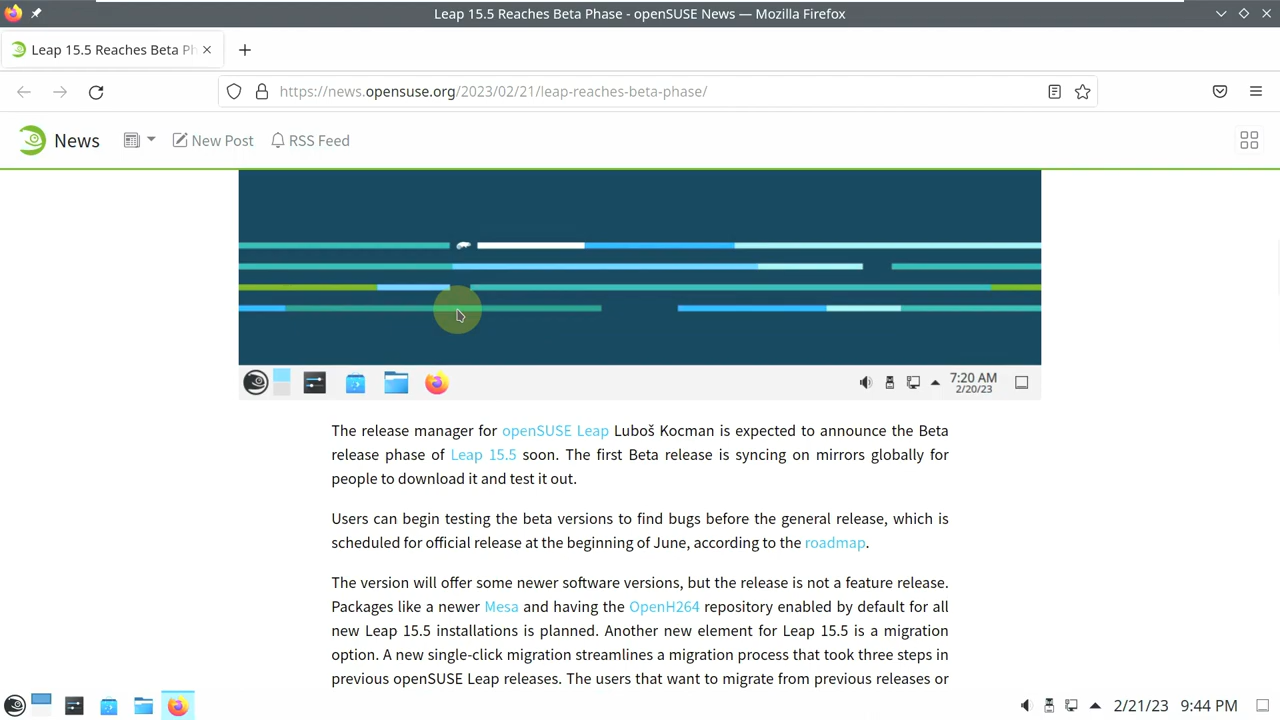 Leap 15.5 Reaches Beta Phase - openSUSE News — Mozilla Firefox
Leap 15.5 Reaches Beta Ph
https://news.opensuse.org/2023/02/21/leap-reaches-beta-phase/
News
New Post
RSS Feed
7:20 AM
2/20/23
The release manager for openSUSE Leap Luboš Kocman is expected to announce the Beta
release phase of Leap 15.5 soon. The first Beta release is syncing on mirrors globally for
people to download it and test it out.
Users can begin testing the beta versions to find bugs before the general release, which is
scheduled for official release at the beginning of June, according to the roadmap.
The version will offer some newer software versions, but the release is not a feature release.
Packages like a newer Mesa and having the OpenH264 repository enabled by default for all
new Leap 15.5 installations is planned. Another new element for Leap 15.5 is a migration
option. A new single-click migration streamlines a migration process that took three steps in
previous openSUSE Leap releases. The users that want to migrate from previous releases or
2/21/23 9:44 PM